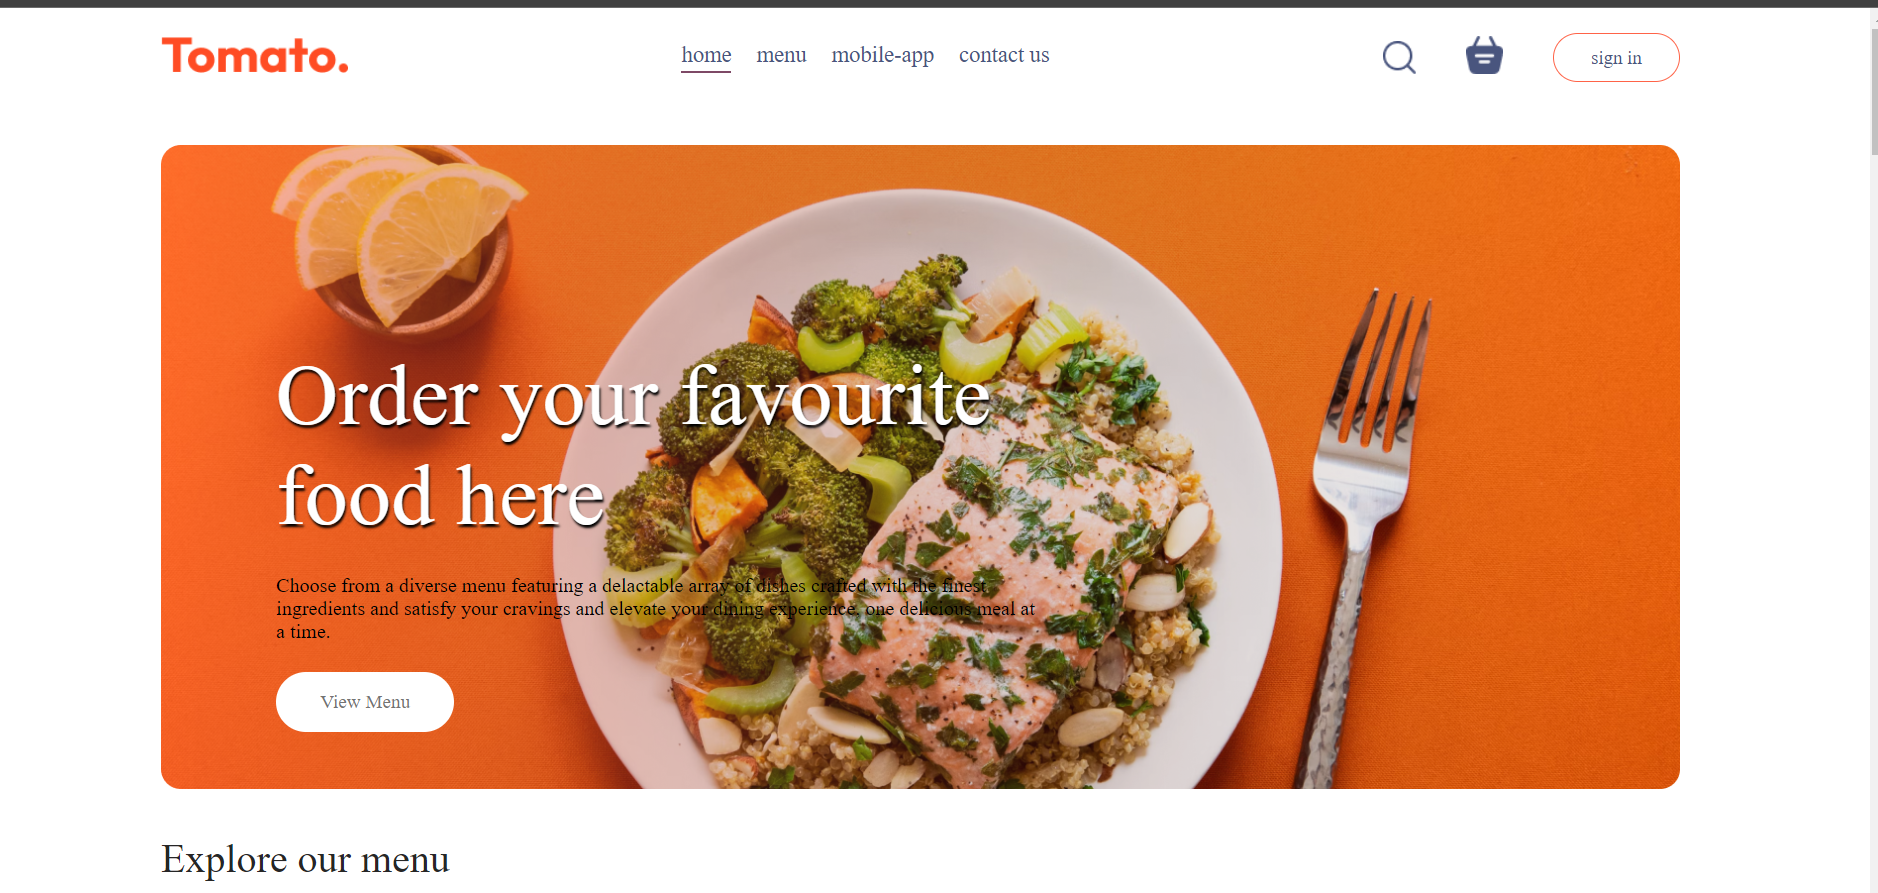 Tomato.
home menu mobile-app contact us
sign in
Order your favourite
food here
Choose from a diverse menu featuring a delactable array of dishes crafted with the finest
ingredients and satisfy your cravings and elevate your dining experience, one delicious meal at
a time.
View Menu
Explore our menu